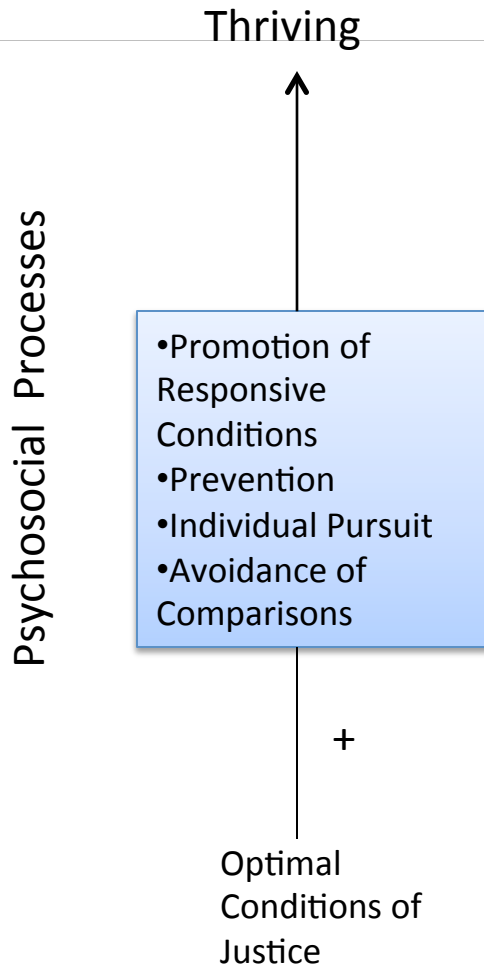 Thriving
Psychosocial Processes
•Promotion of
Responsive
Conditions
•Prevention
•Individual Pursuit
•Avoidance of
Comparisons
+
Optimal
Conditions of
Justice